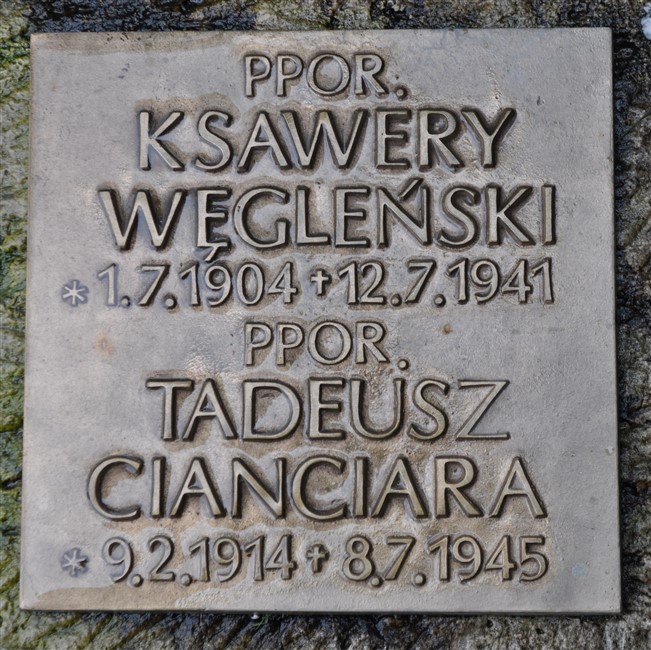 PPOR.
KSAWERY
WĘGLEŃSKI
* 1.7.1904 † 12.7.1941
PPOR.
TADEUSZ
CIANCIARA
* 9.2.1914 † 8.7.1945